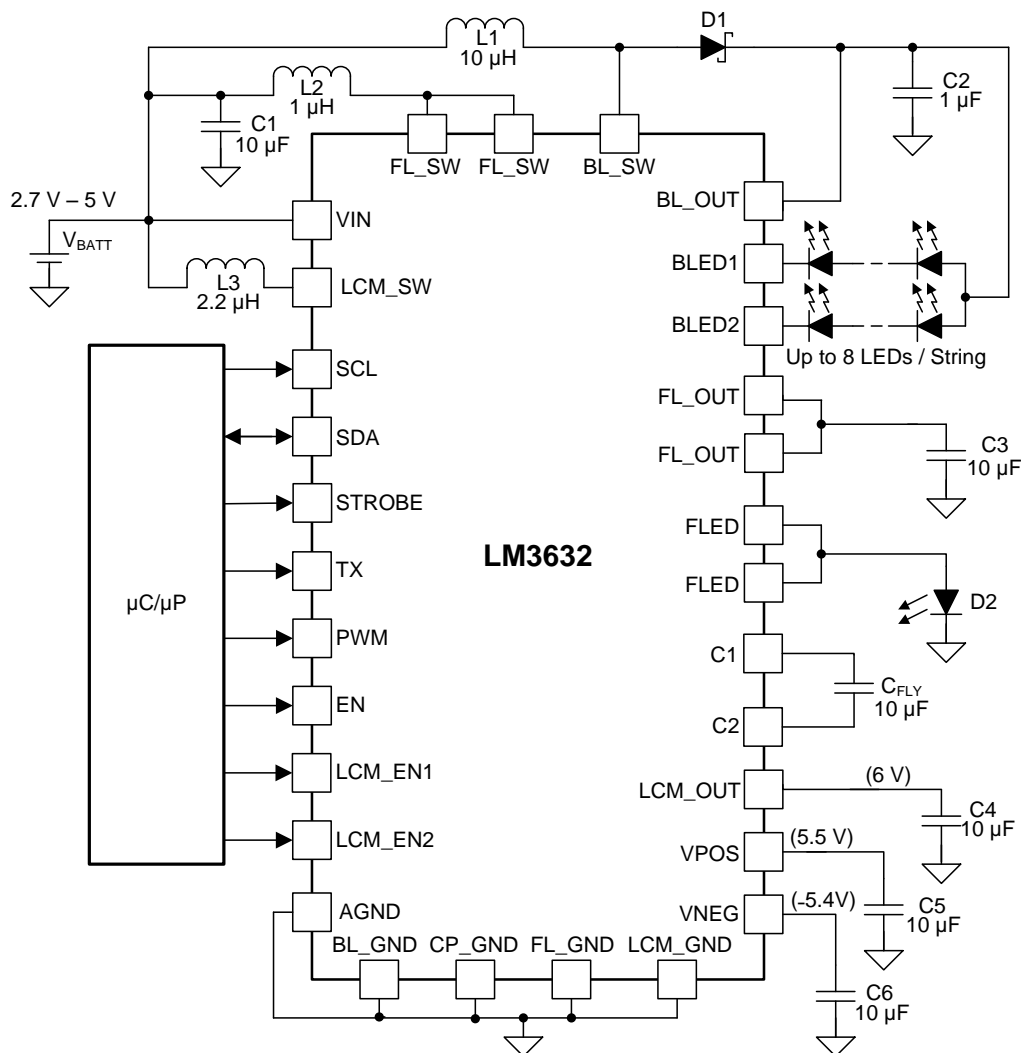 D1
L1
10 µH
L2
1 µH
C2
1 µF
C1
10 µF
FL_SW
FL_SW
BL_SW
2.7 V – 5 V
VBATT
VIN
BL_OUT
BLED1
L3
2.2 µH
LCM_SW
BLED2
Up to 8 LEDs / String
SCL
FL_OUT
SDA
FL_OUT
C3
10 µF
STROBE
FLED
LM3632
TX
FLED
µC/µP
D2
PWM
C1
CFLY
10 µF
EN
C2
LCM_EN1
LCM_OUT
(6 V)
C4
10 µF
LCM_EN2
VPOS
(5.5 V)
AGND
VNEG
(-5.4V)
C5
10 µF
BL_GND
CP_GND
FL_GND
LCM_GND
C6
10 µF